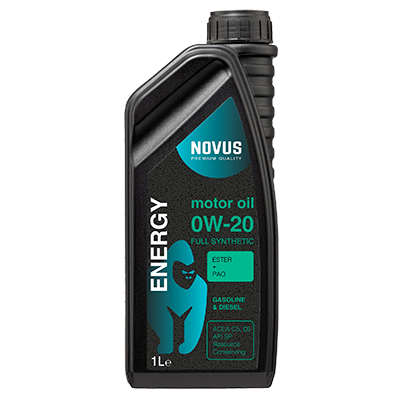 NOVUS
PREMIUM QUALITY
ENERGY
motor oil
0W-20
FULL SYNTHETIC
ESTER
+
PAO
GASOLINE
& DIESEL
ACEA C5, C6
API SP
Resource
Conserving
1Le